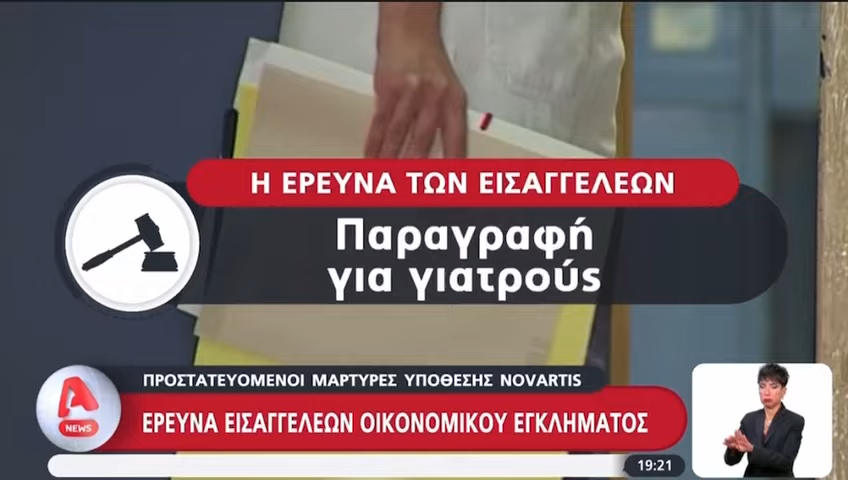 Η ΕΡΕΥΝΑ ΤΩΝ ΕΙΣΑΓΓΕΛΕΩΝ
Παραγραφή
για γιατρούς
ΠΡΟΣΤΑΤΕΥΟΜΕΝΟΙ ΜΑΡΤΥΡΕΣ ΥΠΟΘΕΣΗΣ NOVARTIS
ΕΡΕΥΝΑ ΕΙΣΑΓΓΕΛΕΩΝ ΟΙΚΟΝΟΜΙΚΟΥ ΕΓΚΛΗΜΑΤΟΣ
NEWS
19:21